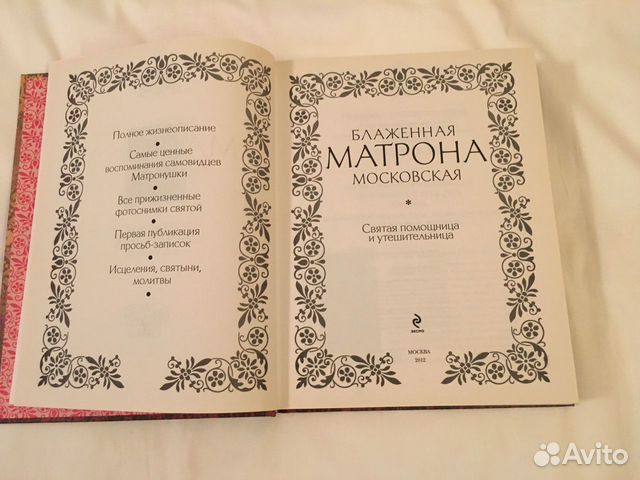 Полное жизнеописание
•
Самые ценные
воспоминания самовидцев
Матронушки
•
Все прижизненные
фотоснимки святой
•
Первая публикация
просьб-записок
•
Исцеления, святыни,
молитвы
•
БЛАЖЕННАЯ
МАТРОНА
МОСКОВСКАЯ
*
Святая помощница
и утешительница
ЭКСМО
МОСКВА
2012
Avito